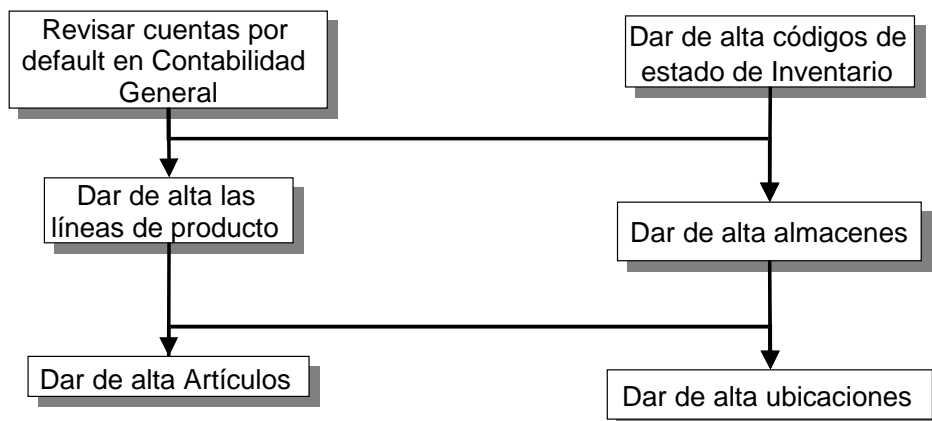 Revisar cuentas por
default en Contabilidad
General
Dar de alta códigos de
estado de Inventario
Dar de alta las
líneas de producto
Dar de alta almacenes
Dar de alta Artículos
Dar de alta ubicaciones